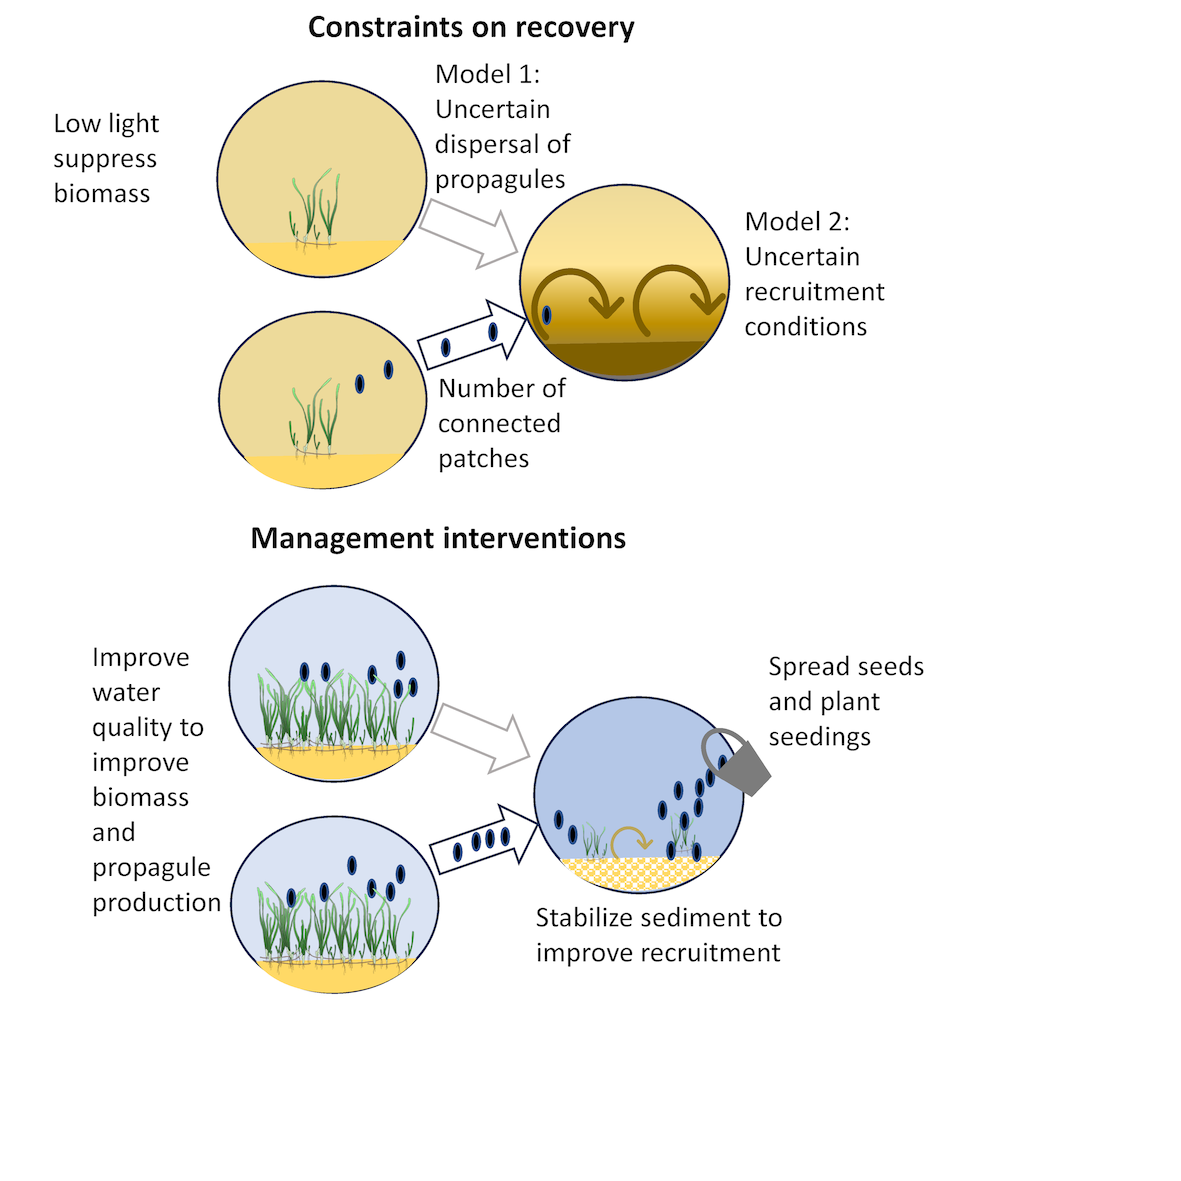 Constraints on recovery
Low light
suppress
biomass
Model 1:
Uncertain
dispersal of
propagules
Model 2:
Uncertain
recruitment
conditions
Number of
connected
patches
Management interventions
Improve
water
quality to
improve
biomass
and
propagule
production
Spread seeds
and plant
seedings
Stabilize sediment to
improve recruitment